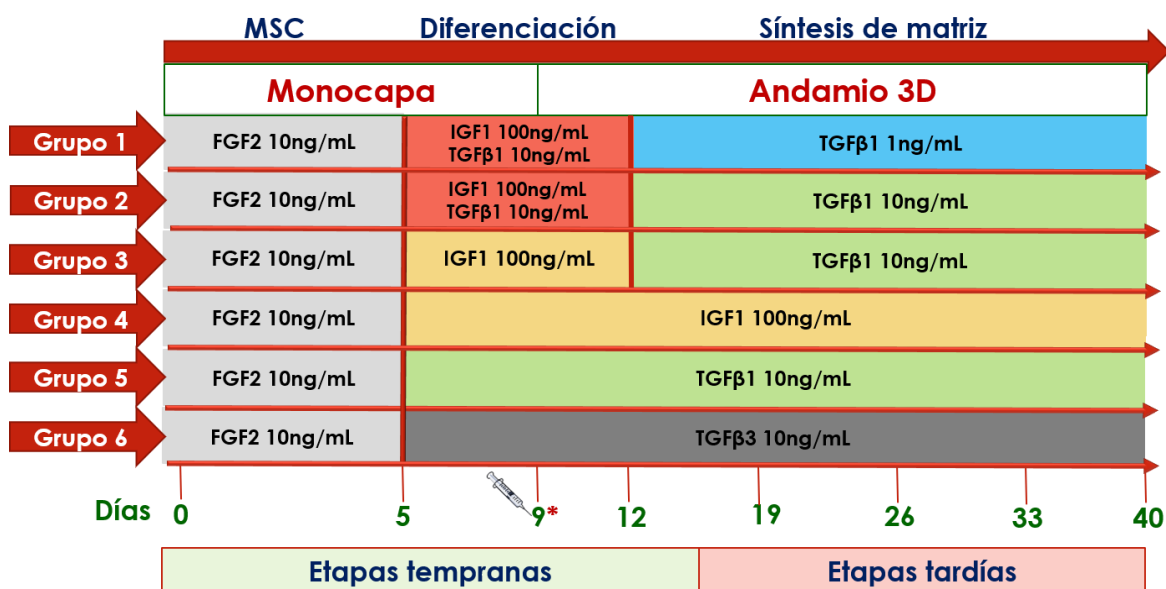 MSC Diferenciación Síntesis de matriz
Monocapa Andamio 3D
Grupo 1 FGF2 10ng/mL IGF1 100ng/mL TGFβ1 1ng/mL
TGFβ1 10ng/mL
Grupo 2 FGF2 10ng/mL IGF1 100ng/mL TGFβ1 10ng/mL
TGFβ1 10ng/mL
Grupo 3 FGF2 10ng/mL IGF1 100ng/mL TGFβ1 10ng/mL
Grupo 4 FGF2 10ng/mL IGF1 100ng/mL
Grupo 5 FGF2 10ng/mL TGFβ1 10ng/mL
Grupo 6 FGF2 10ng/mL TGFβ3 10ng/mL
Días 0 5 9* 12 19 26 33 40
Etapas tempranas Etapas tardías